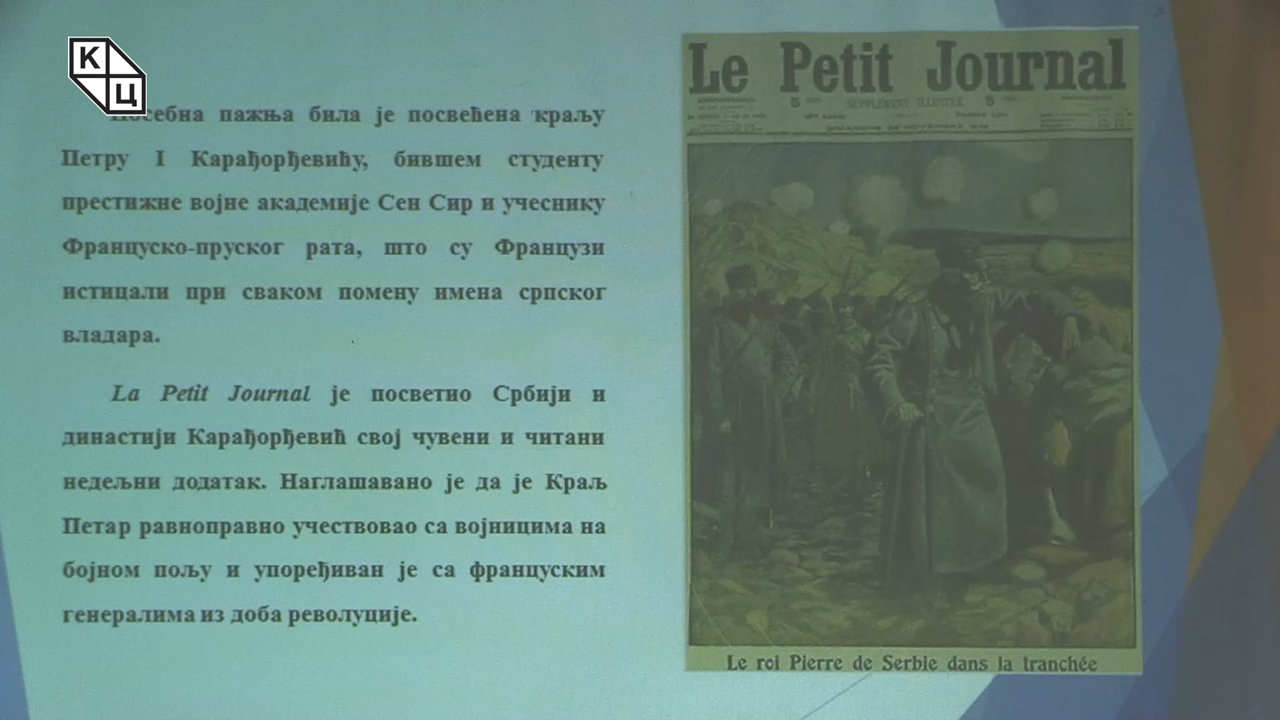 К
Ц
Посебна пажња била је посвећена краљу
Петру I Карађорђевићу, бившем студенту
престижне војне академије Сен Сир и учеснику
Француско-пруског рата, што су Французи
истицали при сваком помену имена српског
владара.
La Petit Journal је посветио Србији и
династији Карађорђевић свој чувени и читани
недељни додатак. Наглашавано је да је Краљ
Петар равноправно учествовао са војницима на
бојном пољу и упоређиван је са француским
генералима из доба револуције.
Le Petit Journal
5 SUPPLÉMENT ILLUSTRÉ 5
Le roi Pierre de Serbie dans la tranchée